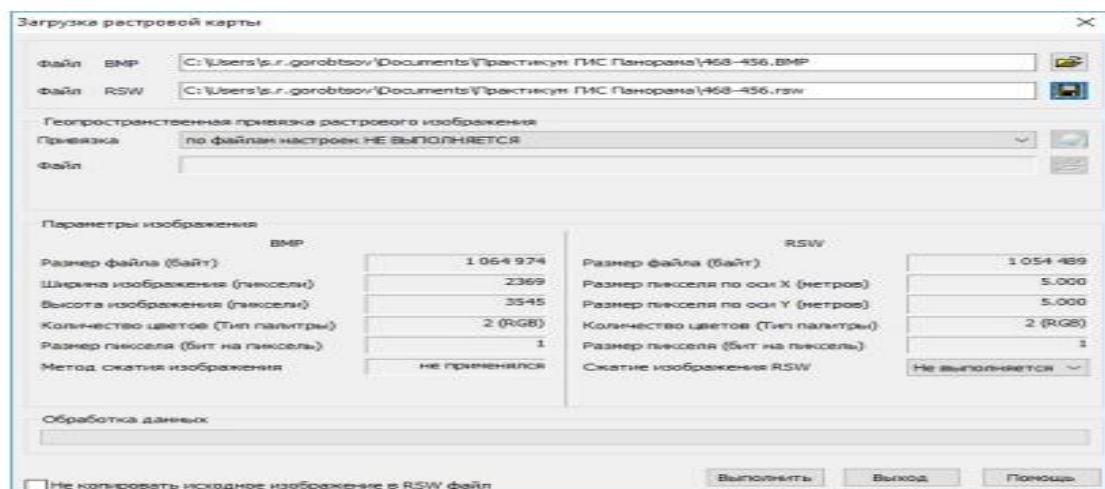 Загрузка растровой карты
Файл BMP C:\Users\s.r.gorobtsov\Documents\Практикум ГИС Панорама\468-456.BMP
Файл RSW C:\Users\s.r.gorobtsov\Documents\Практикум ГИС Панорама\468-456.rsw
Геопространственная привязка растрового изображения
Привязка по файлам настроек НЕ ВЫПОЛНЯЕТСЯ
Файл
Параметры изображения
BMP
Размер файла (байт) 1 064 974
Ширина изображения (пиксели) 2369
Высота изображения (пиксели) 3545
Количество цветов (Тип палитры) 2 (RGB)
Размер пикселя (бит на пиксель) 1
Метод сжатия изображения не применялся
RSW
Размер файла (байт) 1 054 489
Размер пикселя по оси X (метров) 5.000
Размер пикселя по оси Y (метров) 5.000
Количество цветов (Тип палитры) 2 (RGB)
Размер пикселя (бит на пиксель) 1
Сжатие изображения RSW Не выполняется
Обработка данных
Не копировать исходное изображение в RSW файл
Выполнить Выход Помощь